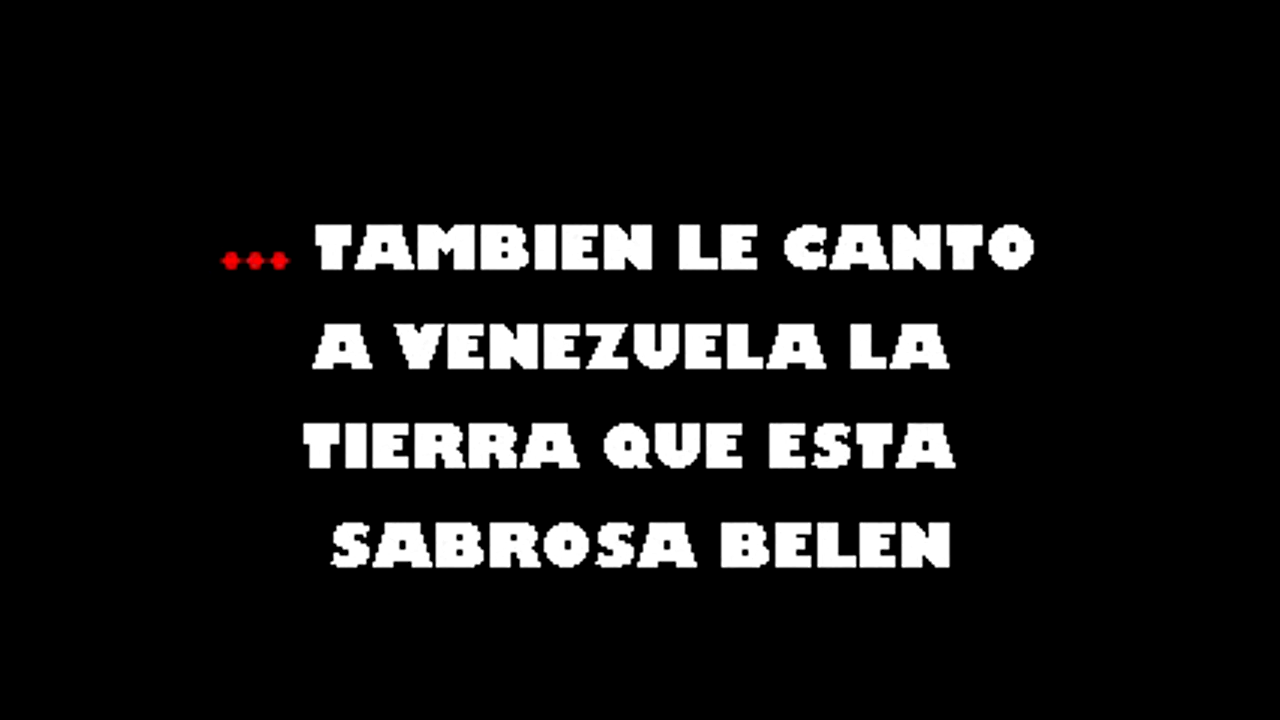 ... TAMBIEN LE CANTO
A VENEZUELA LA
TIERRA QUE ESTA
SABROSA BELEN